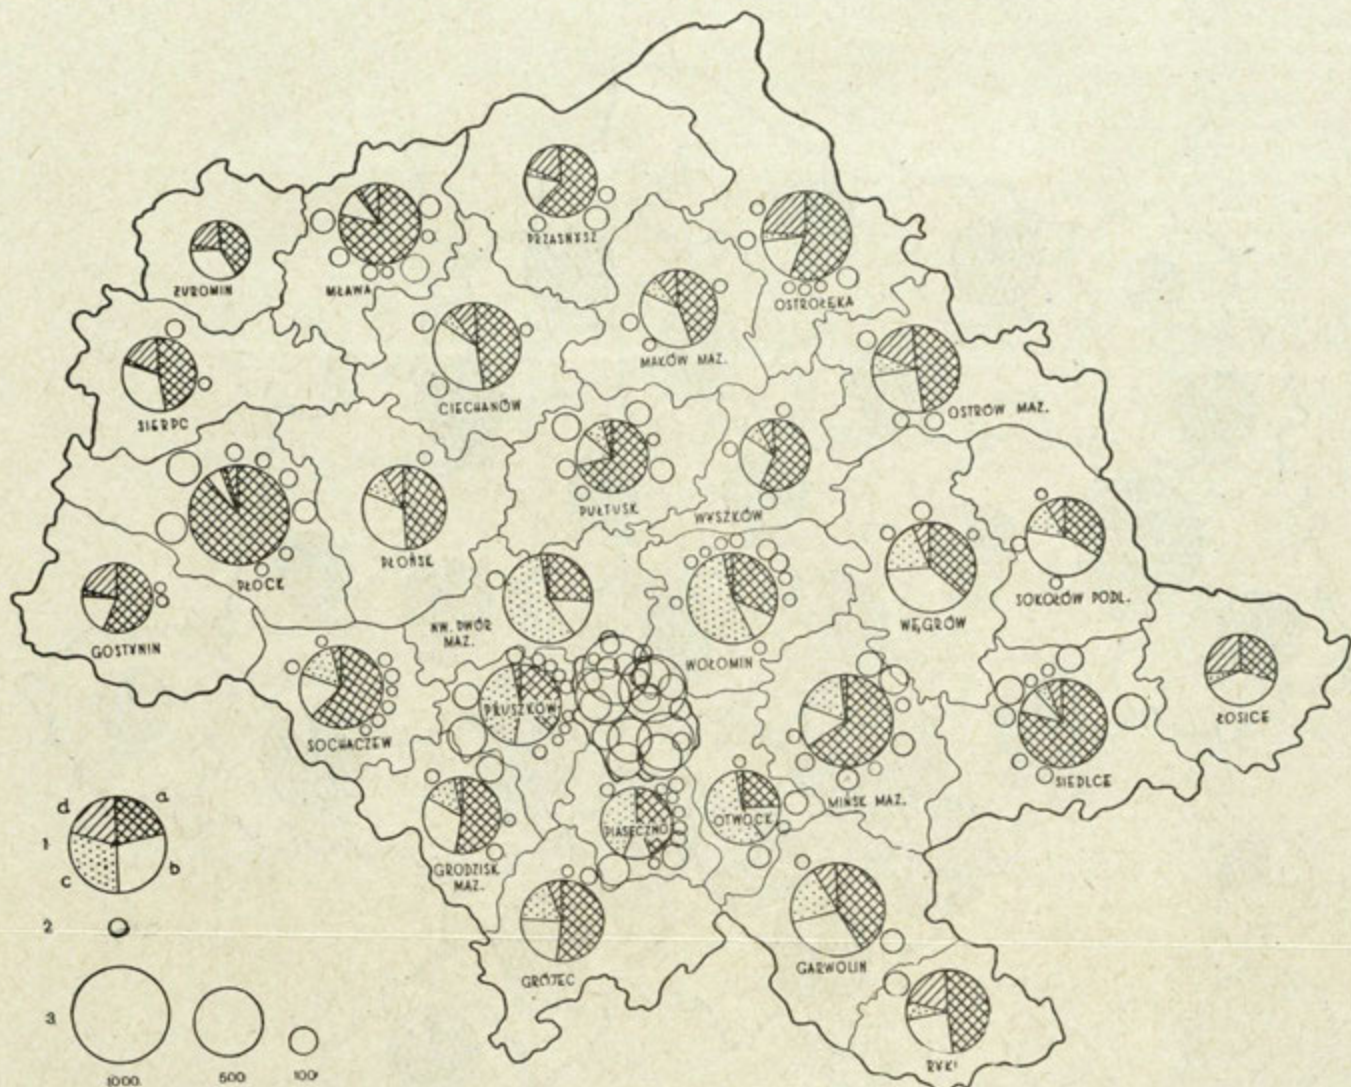 PRZASNYSZ
ŻUROMIN
MŁAWA
OSTROŁĘKA
MAKÓW MAZ.
CIECHANÓW
OSTRÓW MAZ.
SIERPC
PUŁTUSK
WYSZKÓW
PŁOŃSK
PŁOCK
SOKOŁÓW PODL.
WĘGRÓW
NW. DWÓR
MAZ.
GOSTYNIN
WOŁOMIN
PRUSZKÓW
ŁOSICE
SOCHACZEW
SIEDLCE
MIŃSK MAZ.
OTWOCK
PIASECZNO
GRODZISK
MAZ.
GARWOLIN
GRÓJEC
RYKI
d a
1
c b
2
3
1000 500 100